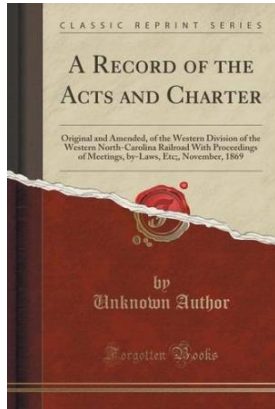 CLASSIC REPRINT SERIES
A RECORD OF THE
ACTS AND CHARTER
Original and Amended, of the Western Division of the
Western North-Carolina Railroad With Proceedings
of Meetings, by-Laws, Etc;, November, 1869
by
Unknown Author
Forgotten Books